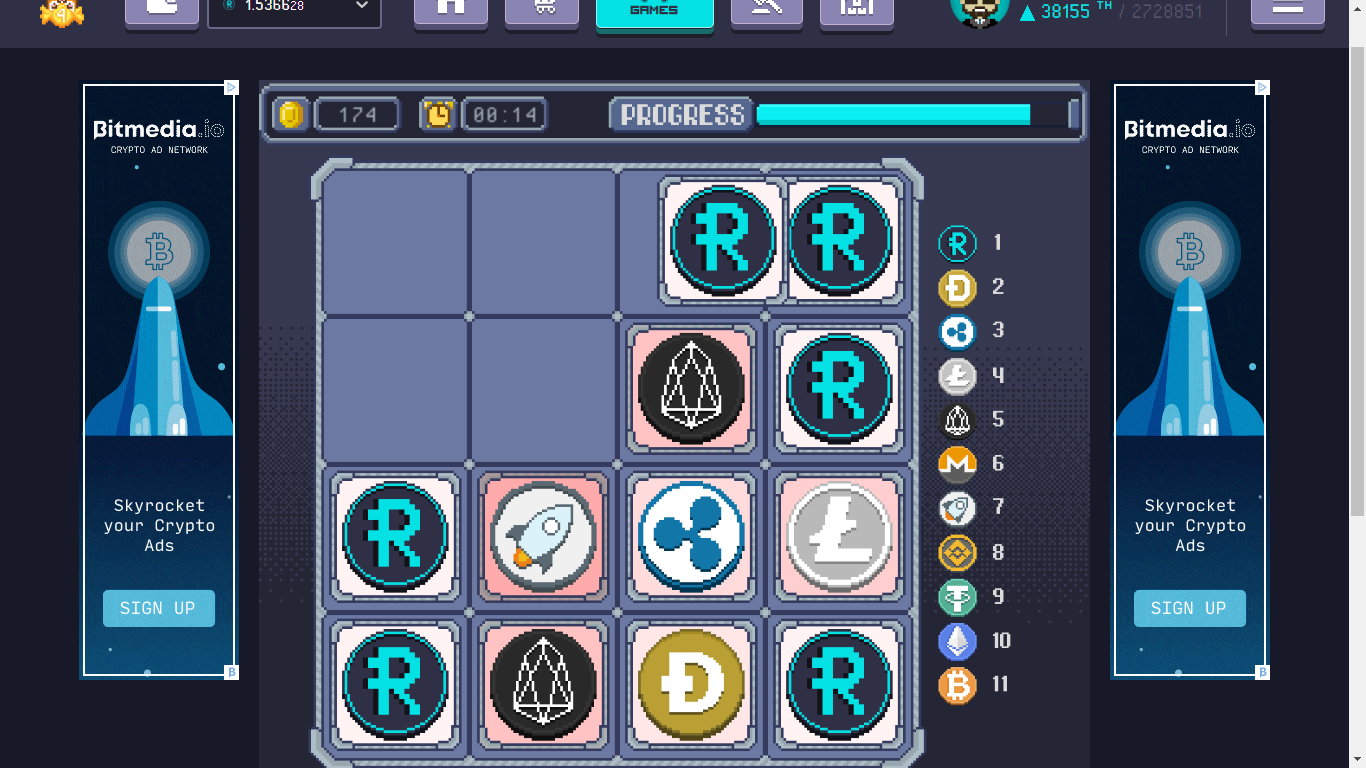 1.536628
GAMES
38155 TH / 2728851
174
00:14
PROGRESS
Bitmedia.io
CRYPTO AD NETWORK
Skyrocket
your Crypto
Ads
SIGN UP
1
2
3
4
5
6
7
8
9
10
11
Bitmedia.io
CRYPTO AD NETWORK
Skyrocket
your Crypto
Ads
SIGN UP